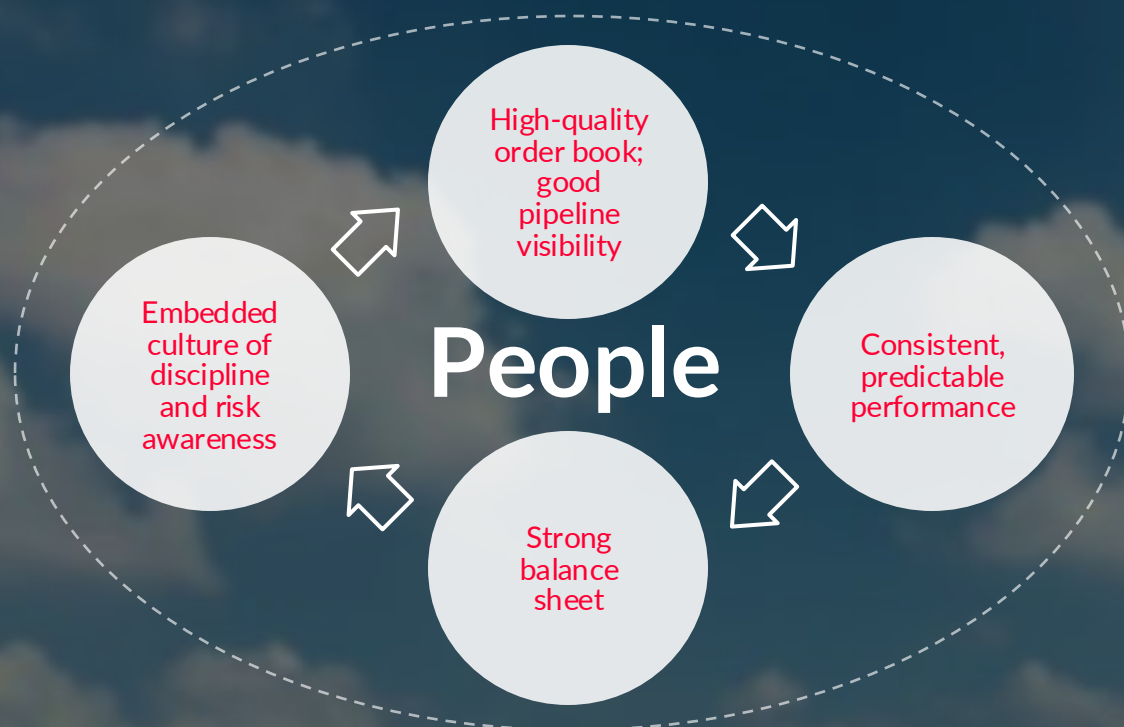 High-quality
order book;
good
pipeline
visibility
Embedded
culture of
discipline
and risk
awareness
People
Consistent,
predictable
performance
Strong
balance
sheet